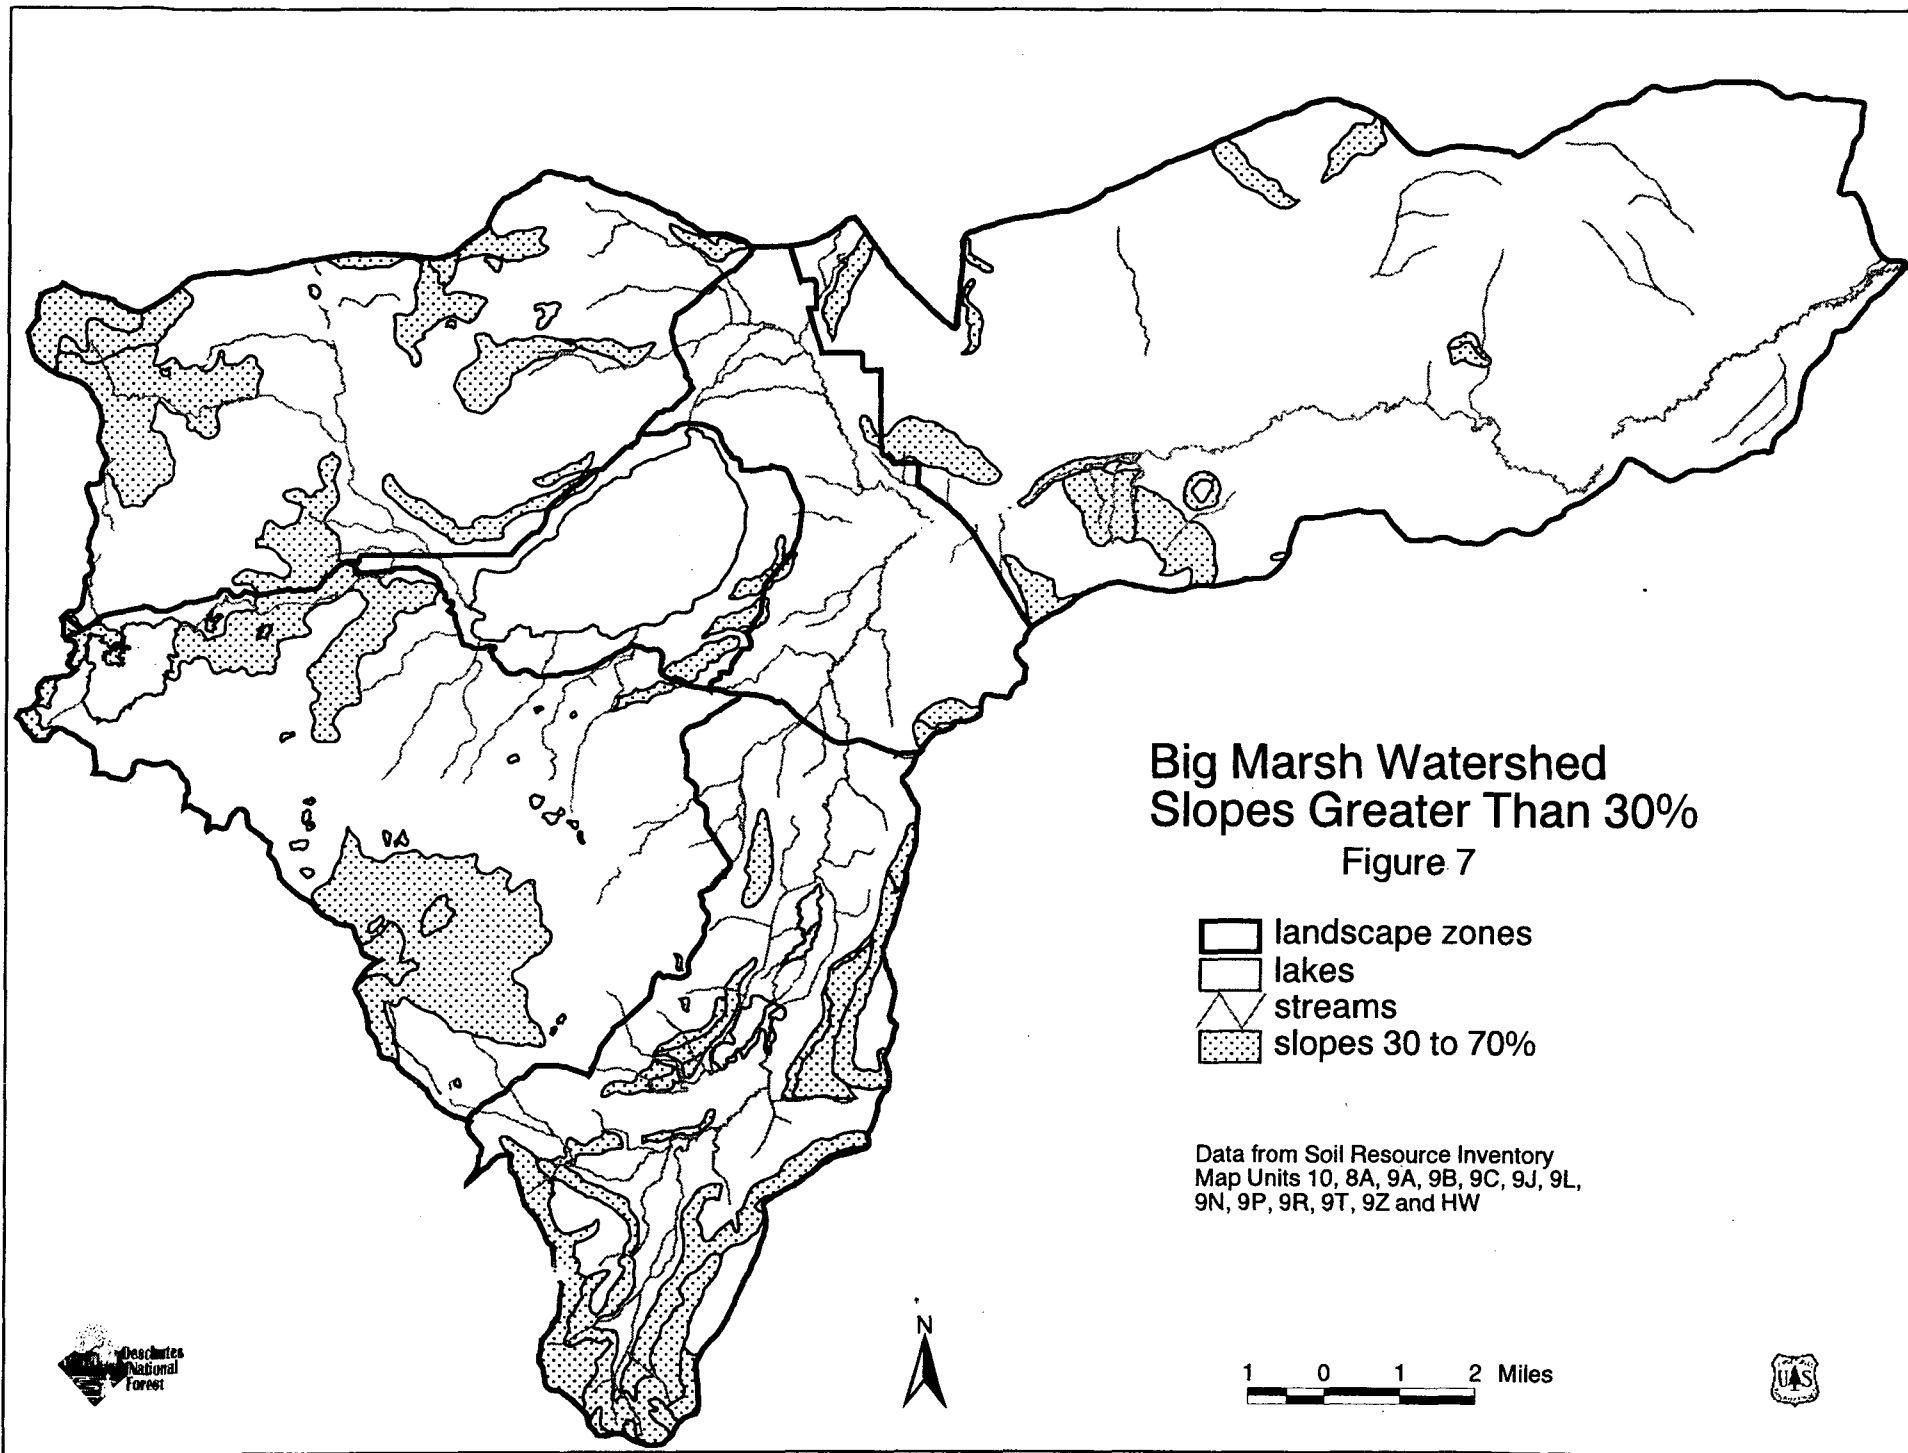 Big Marsh Watershed
Slopes Greater Than 30%
Figure 7
landscape zones
lakes
streams
slopes 30 to 70%
Data from Soil Resource Inventory
Map Units 10, 8A, 9A, 9B, 9C, 9J, 9L,
9N, 9P, 9R, 9T, 9Z and HW
Deschutes
National
Forest
N
1 0 1 2 Miles
U S